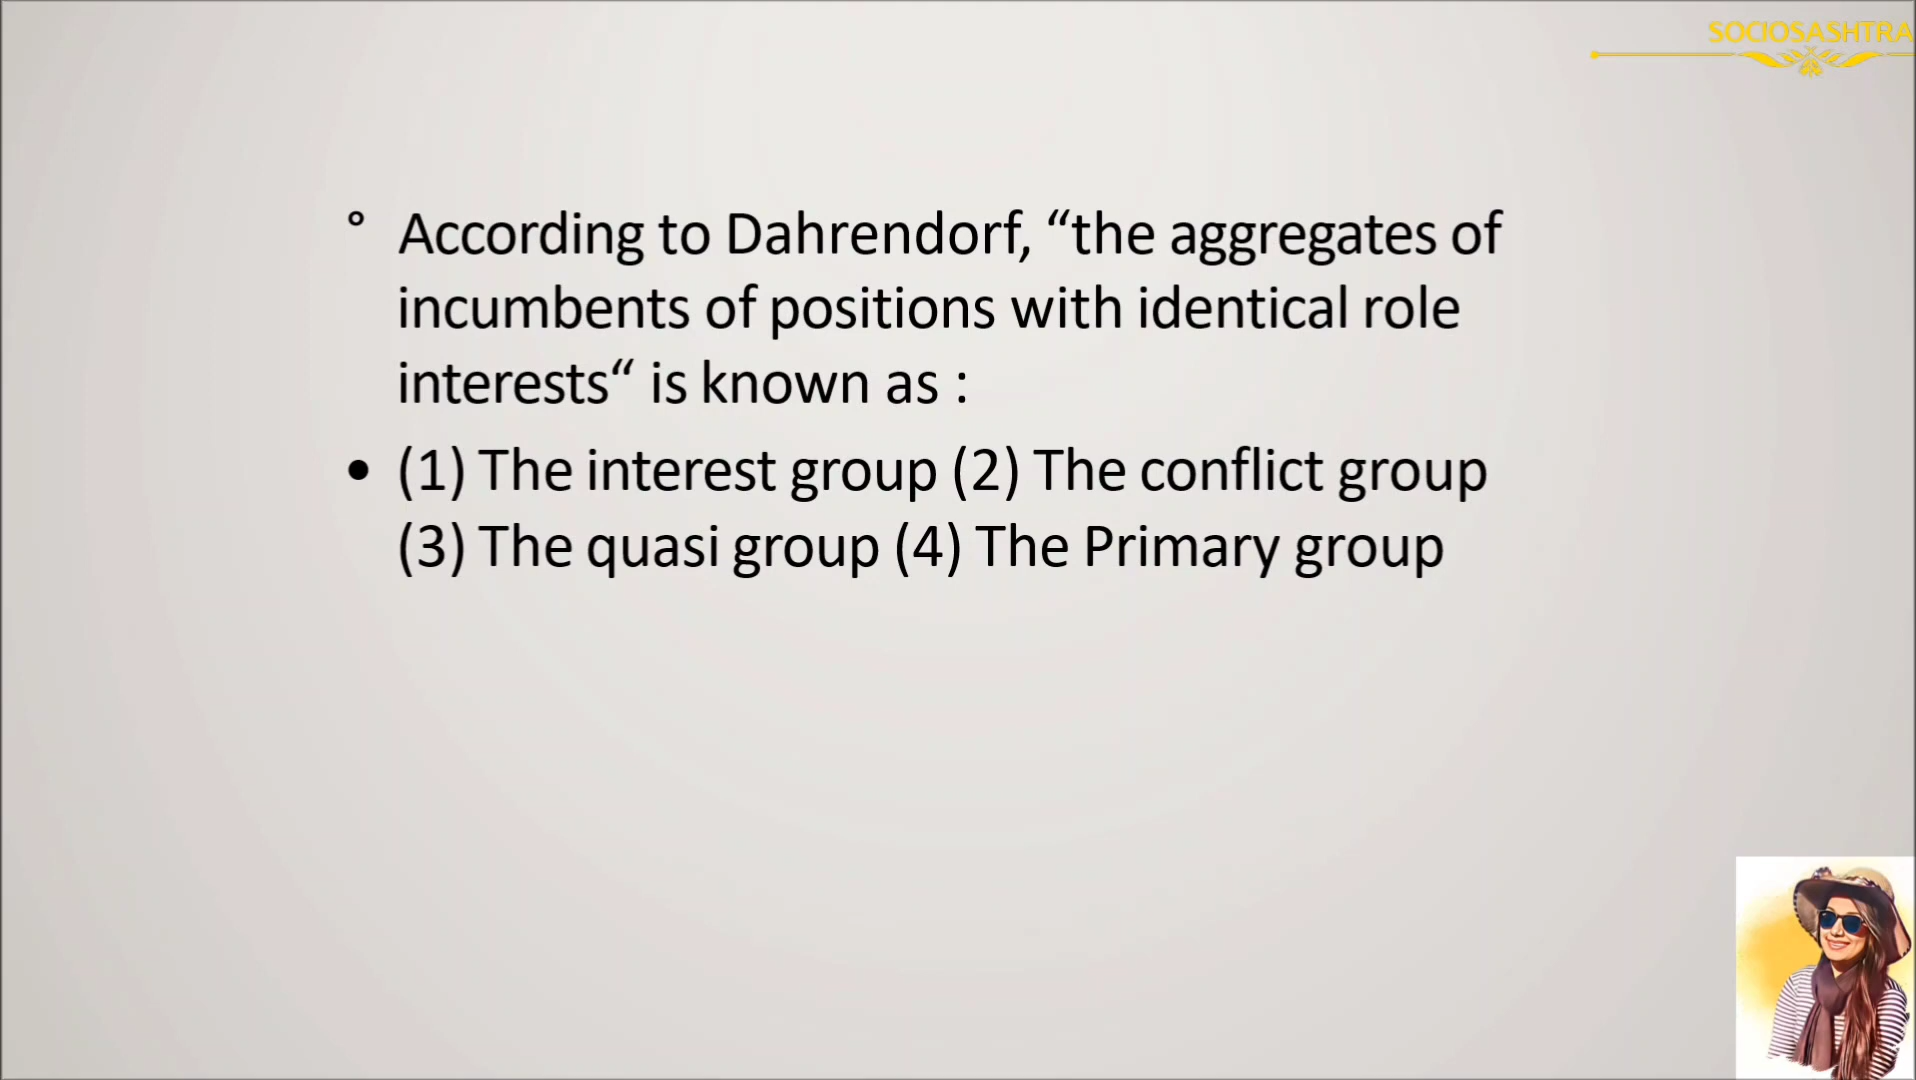 SOCIOSASHTRA
° According to Dahrendorf, “the aggregates of
incumbents of positions with identical role
interests“ is known as :
• (1) The interest group (2) The conflict group
(3) The quasi group (4) The Primary group